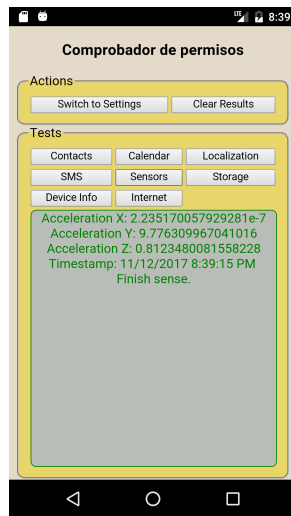 LTE 8:39
Comprobador de permisos
Actions
Switch to Settings Clear Results
Tests
Contacts Calendar Localization
SMS Sensors Storage
Device Info Internet
Acceleration X: 2.235170057929281e-7
Acceleration Y: 9.776309967041016
Acceleration Z: 0.8123480081558228
Timestamp: 11/12/2017 8:39:15 PM
Finish sense.